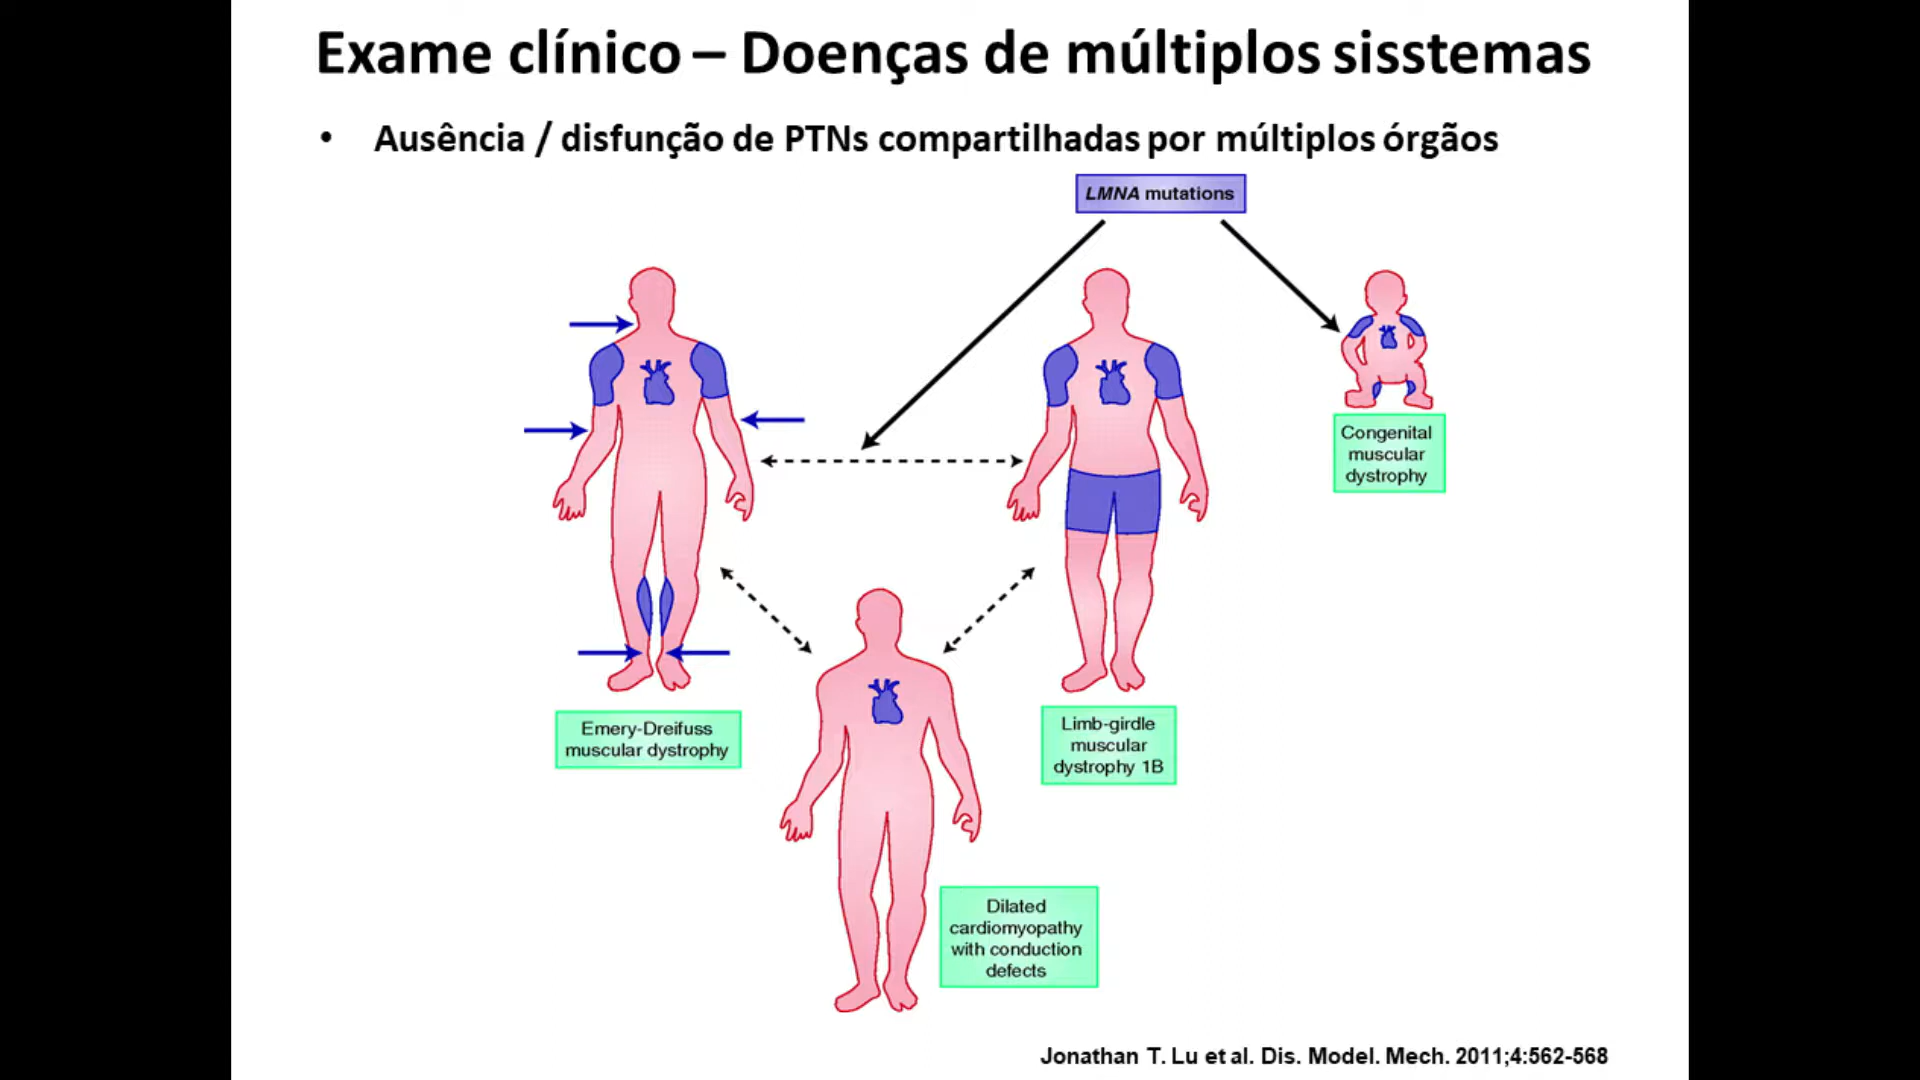 Exame clínico – Doenças de múltiplos sisstemas
• Ausência / disfunção de PTNs compartilhadas por múltiplos órgãos
LMNA mutations
Congenital
muscular
dystrophy
Emery-Dreifuss
muscular dystrophy
Limb-girdle
muscular
dystrophy 1B
Dilated
cardiomyopathy
with conduction
defects
Jonathan T. Lu et al. Dis. Model. Mech. 2011;4:562-568